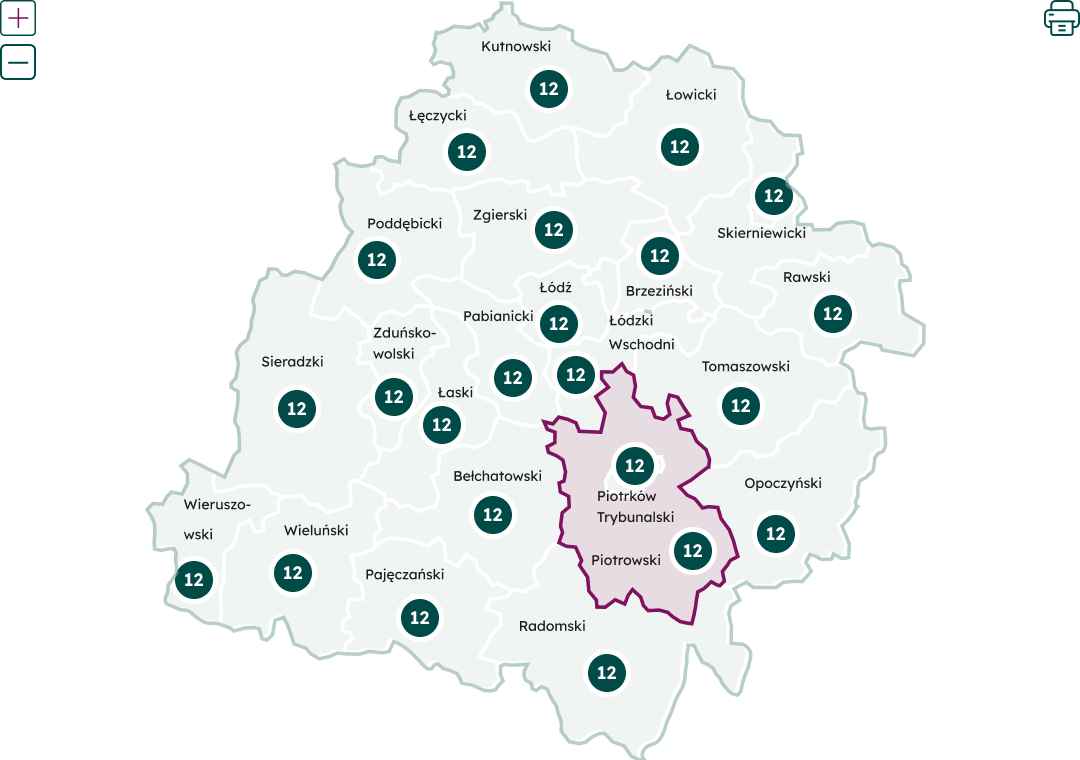 Kutnowski
12
Łowicki
Łęczycki
12
12
12
Skierniewicki
Poddębicki
Zgierski
12
12
12
Brzeziński
Rawski
12
Łódź
Pabianicki
12
Łódzki
Wschodni
Zduńsko-
wolski
Sieradzki
12
12
12
Łaski
12
12
Tomaszowski
12
Bełchatowski
12
12
Piotrków
Trybunalski
Opoczyński
12
Wieruszo-
wski
12
Wieluński
12
Piotrowski
12
Pajęczański
12
Radomski
12